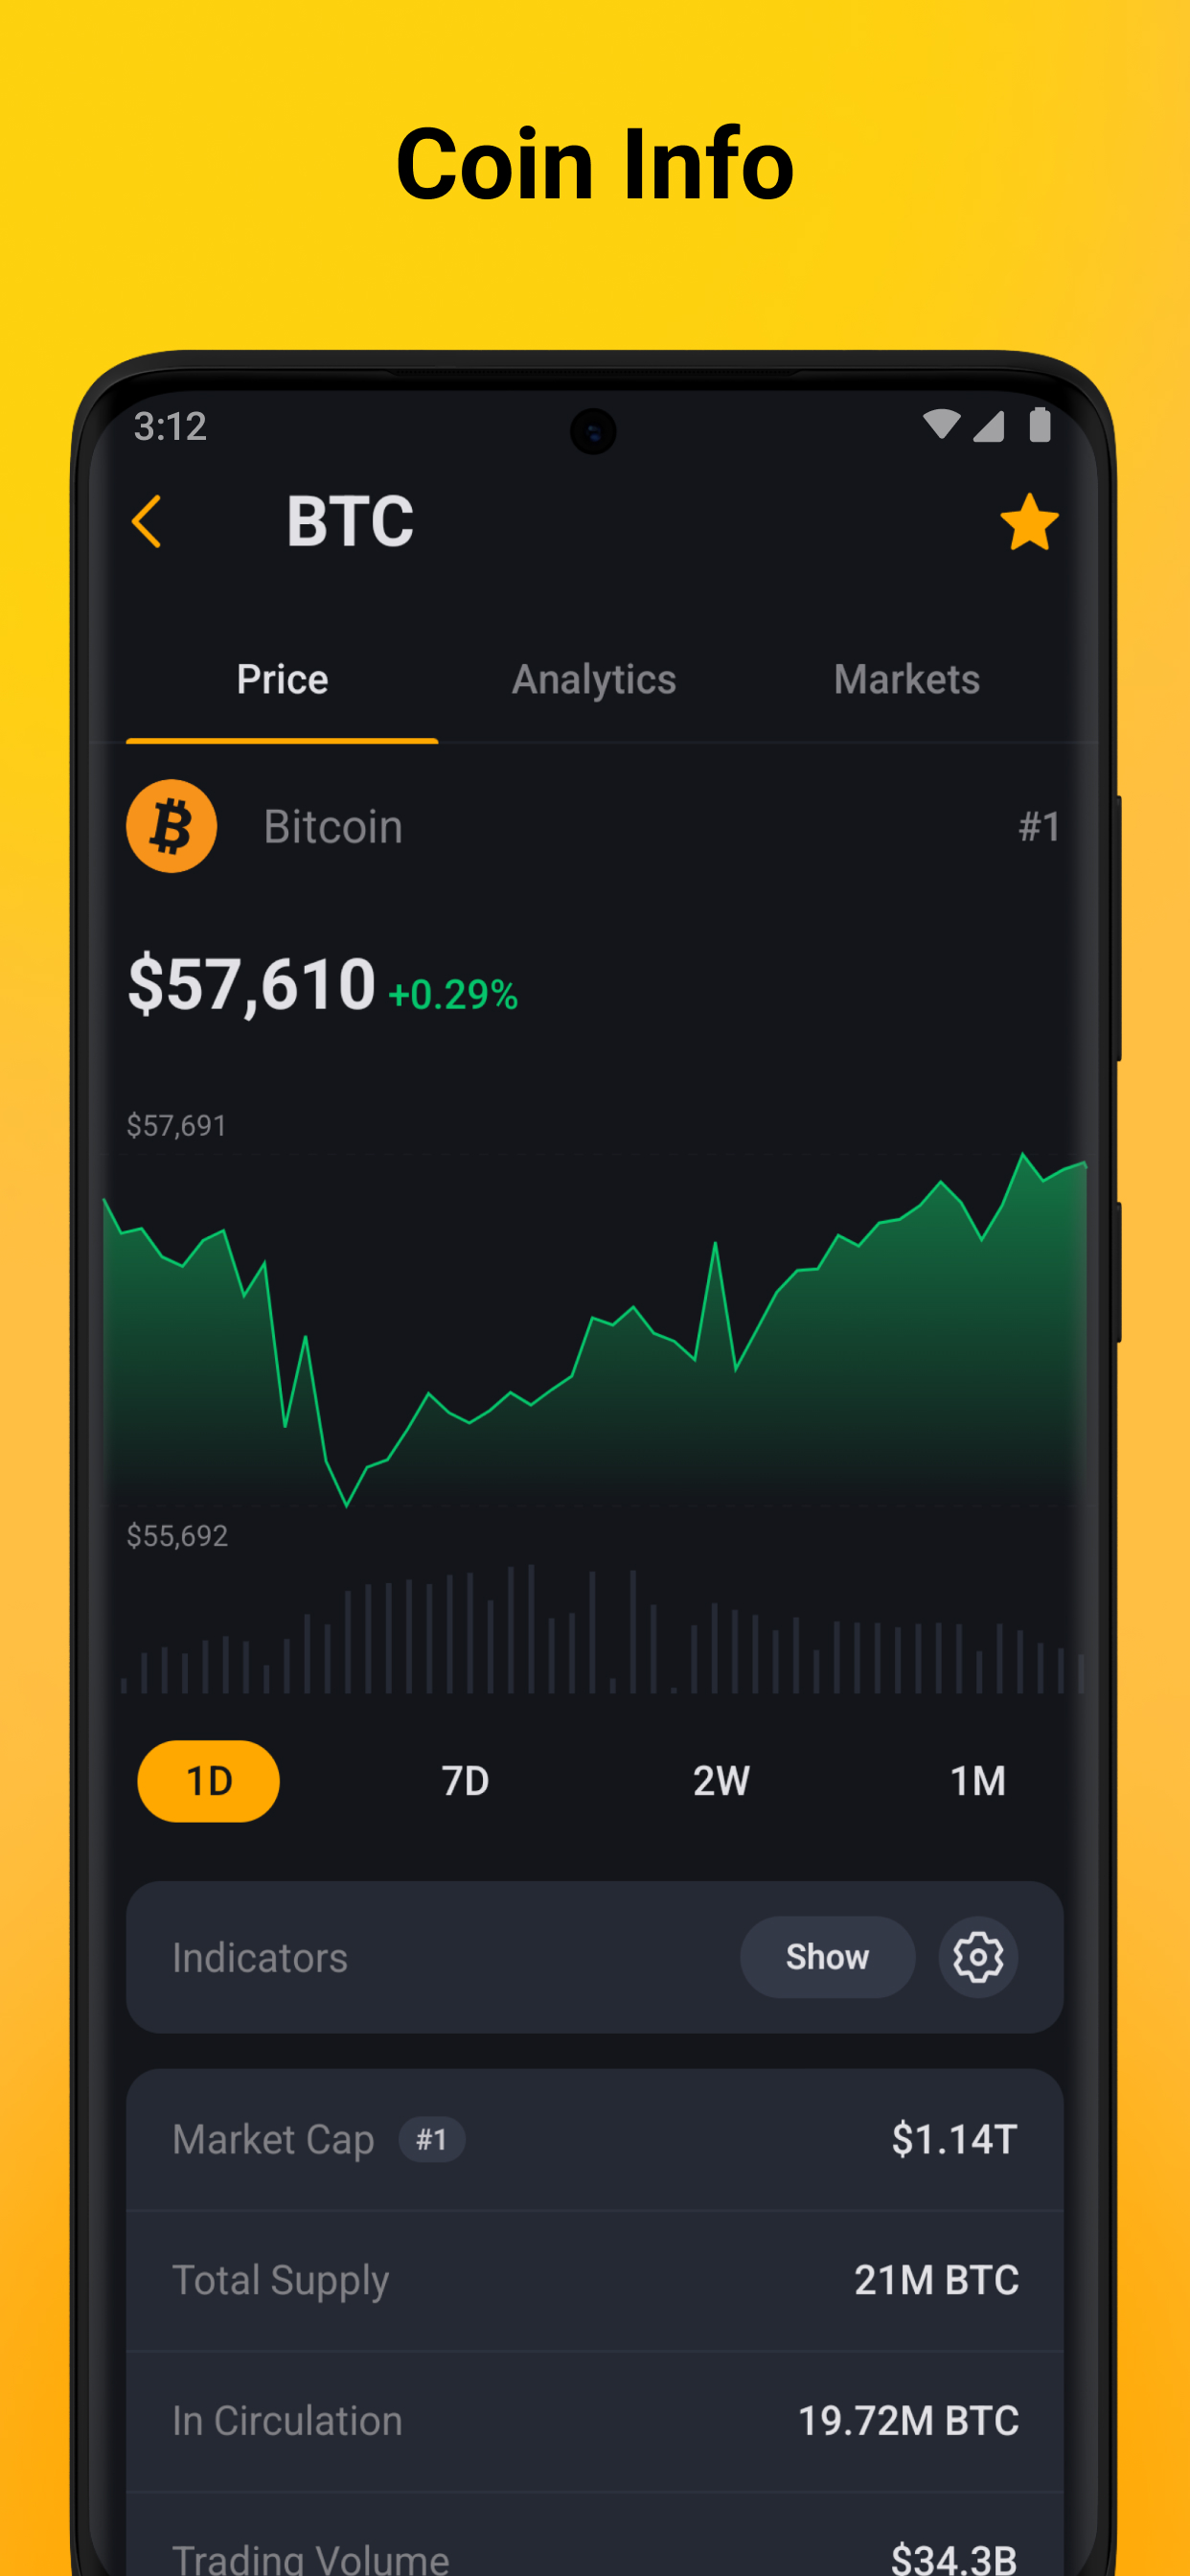 Coin Info
3:12
BTC
Price Analytics Markets
Bitcoin #1
$57,610 +0.29%
$57,691
$55,692
1D 7D 2W 1M
Indicators Show
Market Cap #1 $1.14T
Total Supply 21M BTC
In Circulation 19.72M BTC
Trading Volume $34.3B